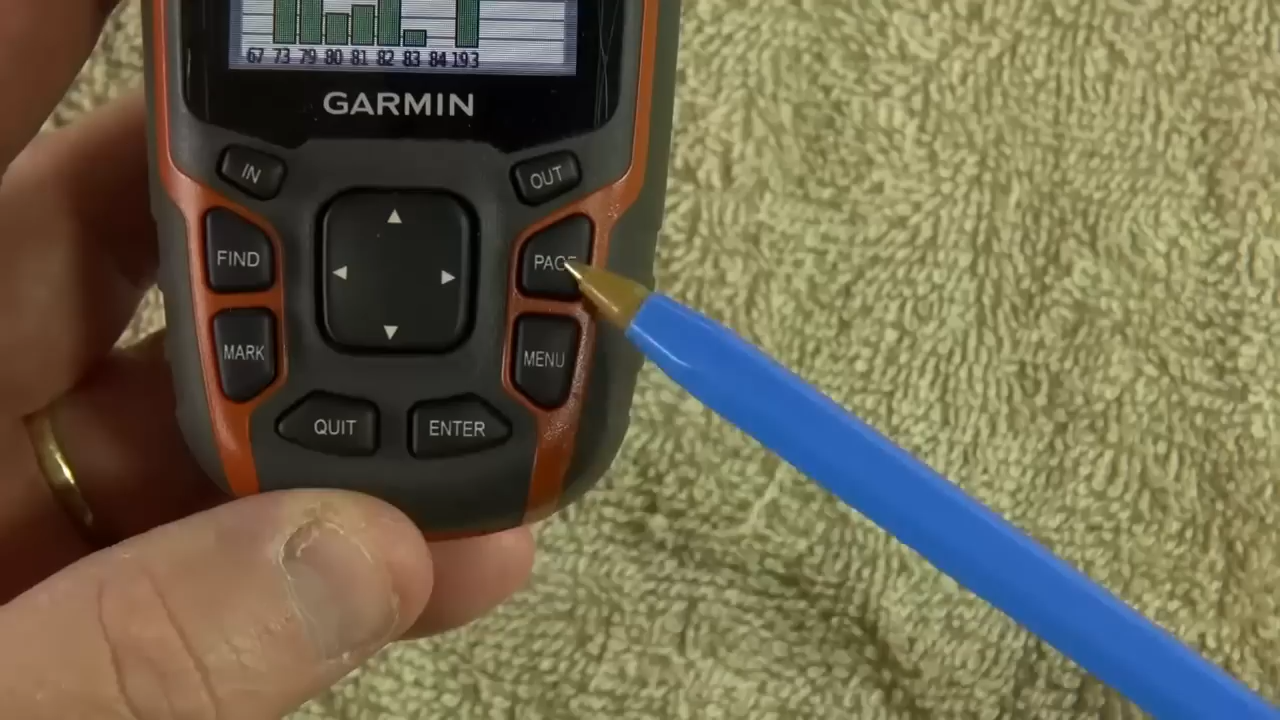 67 73 79 80 81 82 83 84 193
GARMIN
IN
OUT
FIND
PAGE
MARK
MENU
QUIT
ENTER